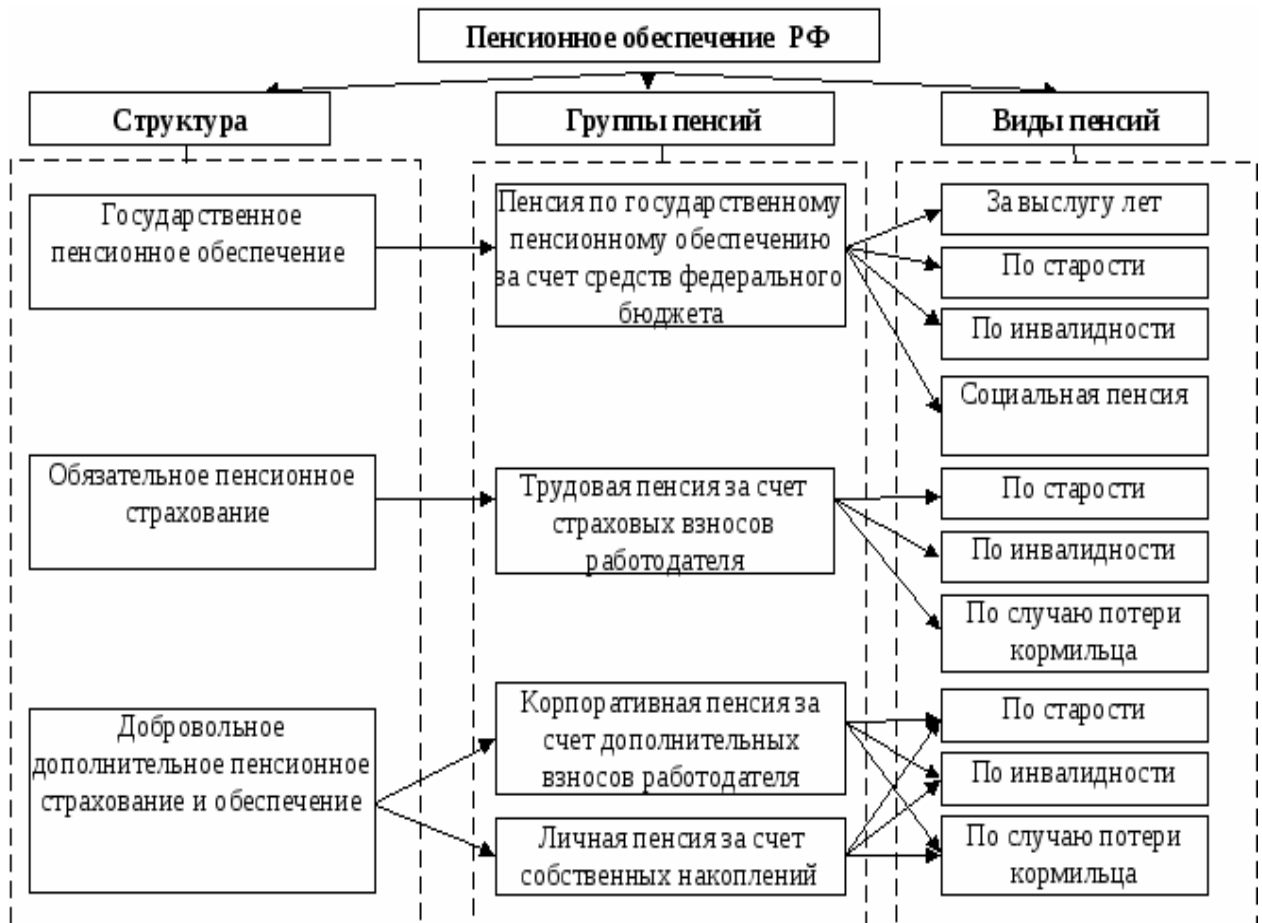 Пенсионное обеспечение РФ
Структура
Группы пенсий
Виды пенсий
Государственное
пенсионное обеспечение
Пенсия по государственному
пенсионному обеспечению
за счет средств федерального
бюджета
За выслугу лет
По старости
По инвалидности
Социальная пенсия
Обязательное пенсионное
страхование
Трудовая пенсия за счет
страховых взносов
работодателя
По старости
По инвалидности
По случаю потери
кормильца
Добровольное
дополнительное пенсионное
страхование и обеспечение
Корпоративная пенсия за
счет дополнительных
взносов работодателя
Личная пенсия за счет
собственных накоплений
По старости
По инвалидности
По случаю потери
кормильца